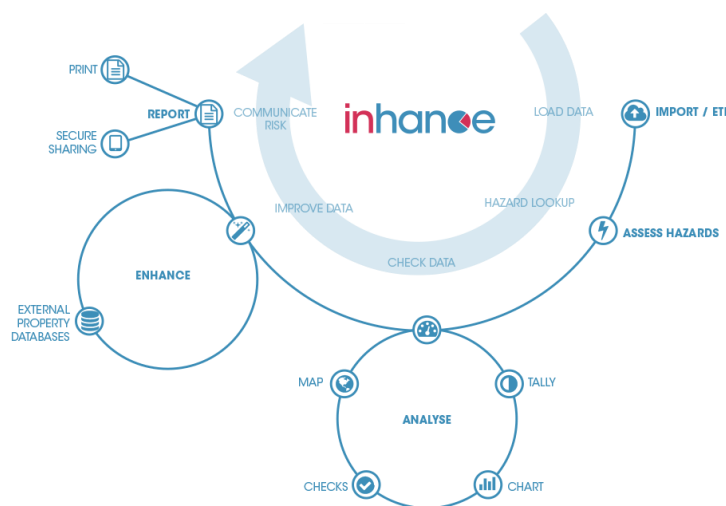 PRINT
REPORT
COMMUNICATE
RISK
inhance
LOAD DATA
IMPORT / ETL
SECURE
SHARING
IMPROVE DATA
HAZARD LOOKUP
ASSESS HAZARDS
CHECK DATA
ENHANCE
EXTERNAL
PROPERTY
DATABASES
MAP
TALLY
ANALYSE
CHECKS
CHART